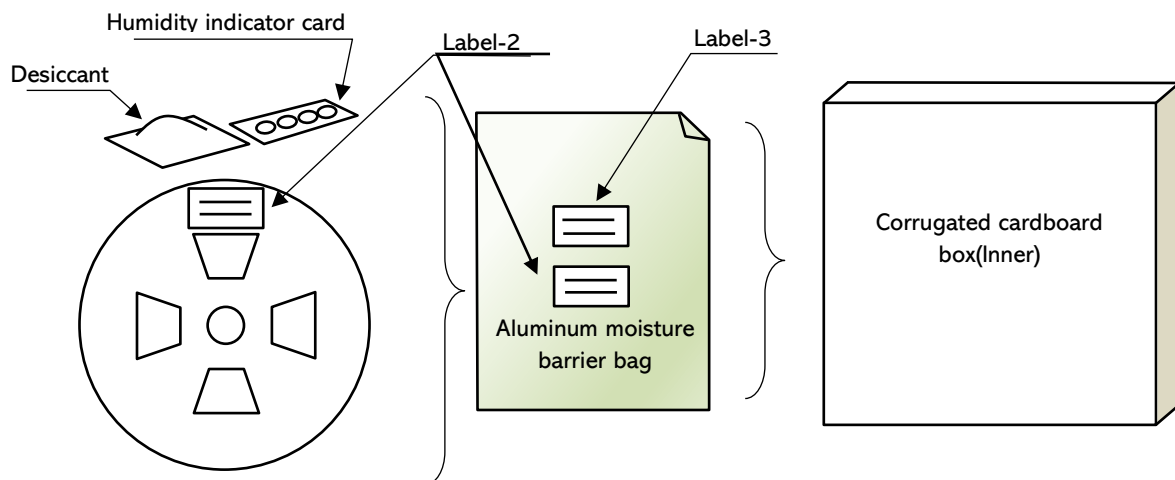 Humidity indicator card
Label-2
Label-3
Desiccant
Corrugated cardboard
box(Inner)
Aluminum moisture
barrier bag